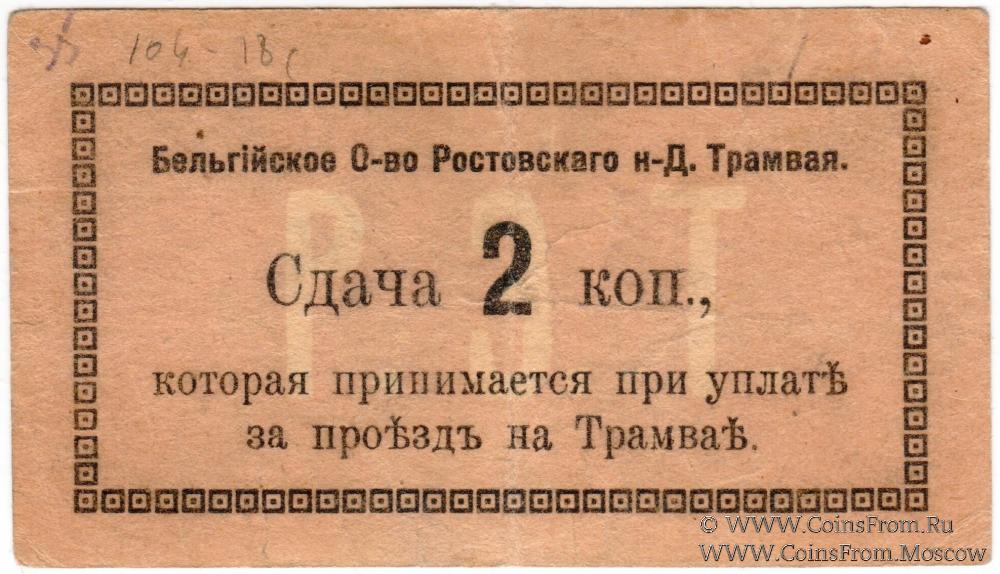 104-18с
Бельгійское О-во Ростовскаго н-Д. Трамвая.
Р Э Т
Сдача 2 коп.,
которая принимается при уплатѣ
за проѣздъ на Трамваѣ.
© WWW.CoinsFrom.Ru
WWW.CoinsFrom.Moscow